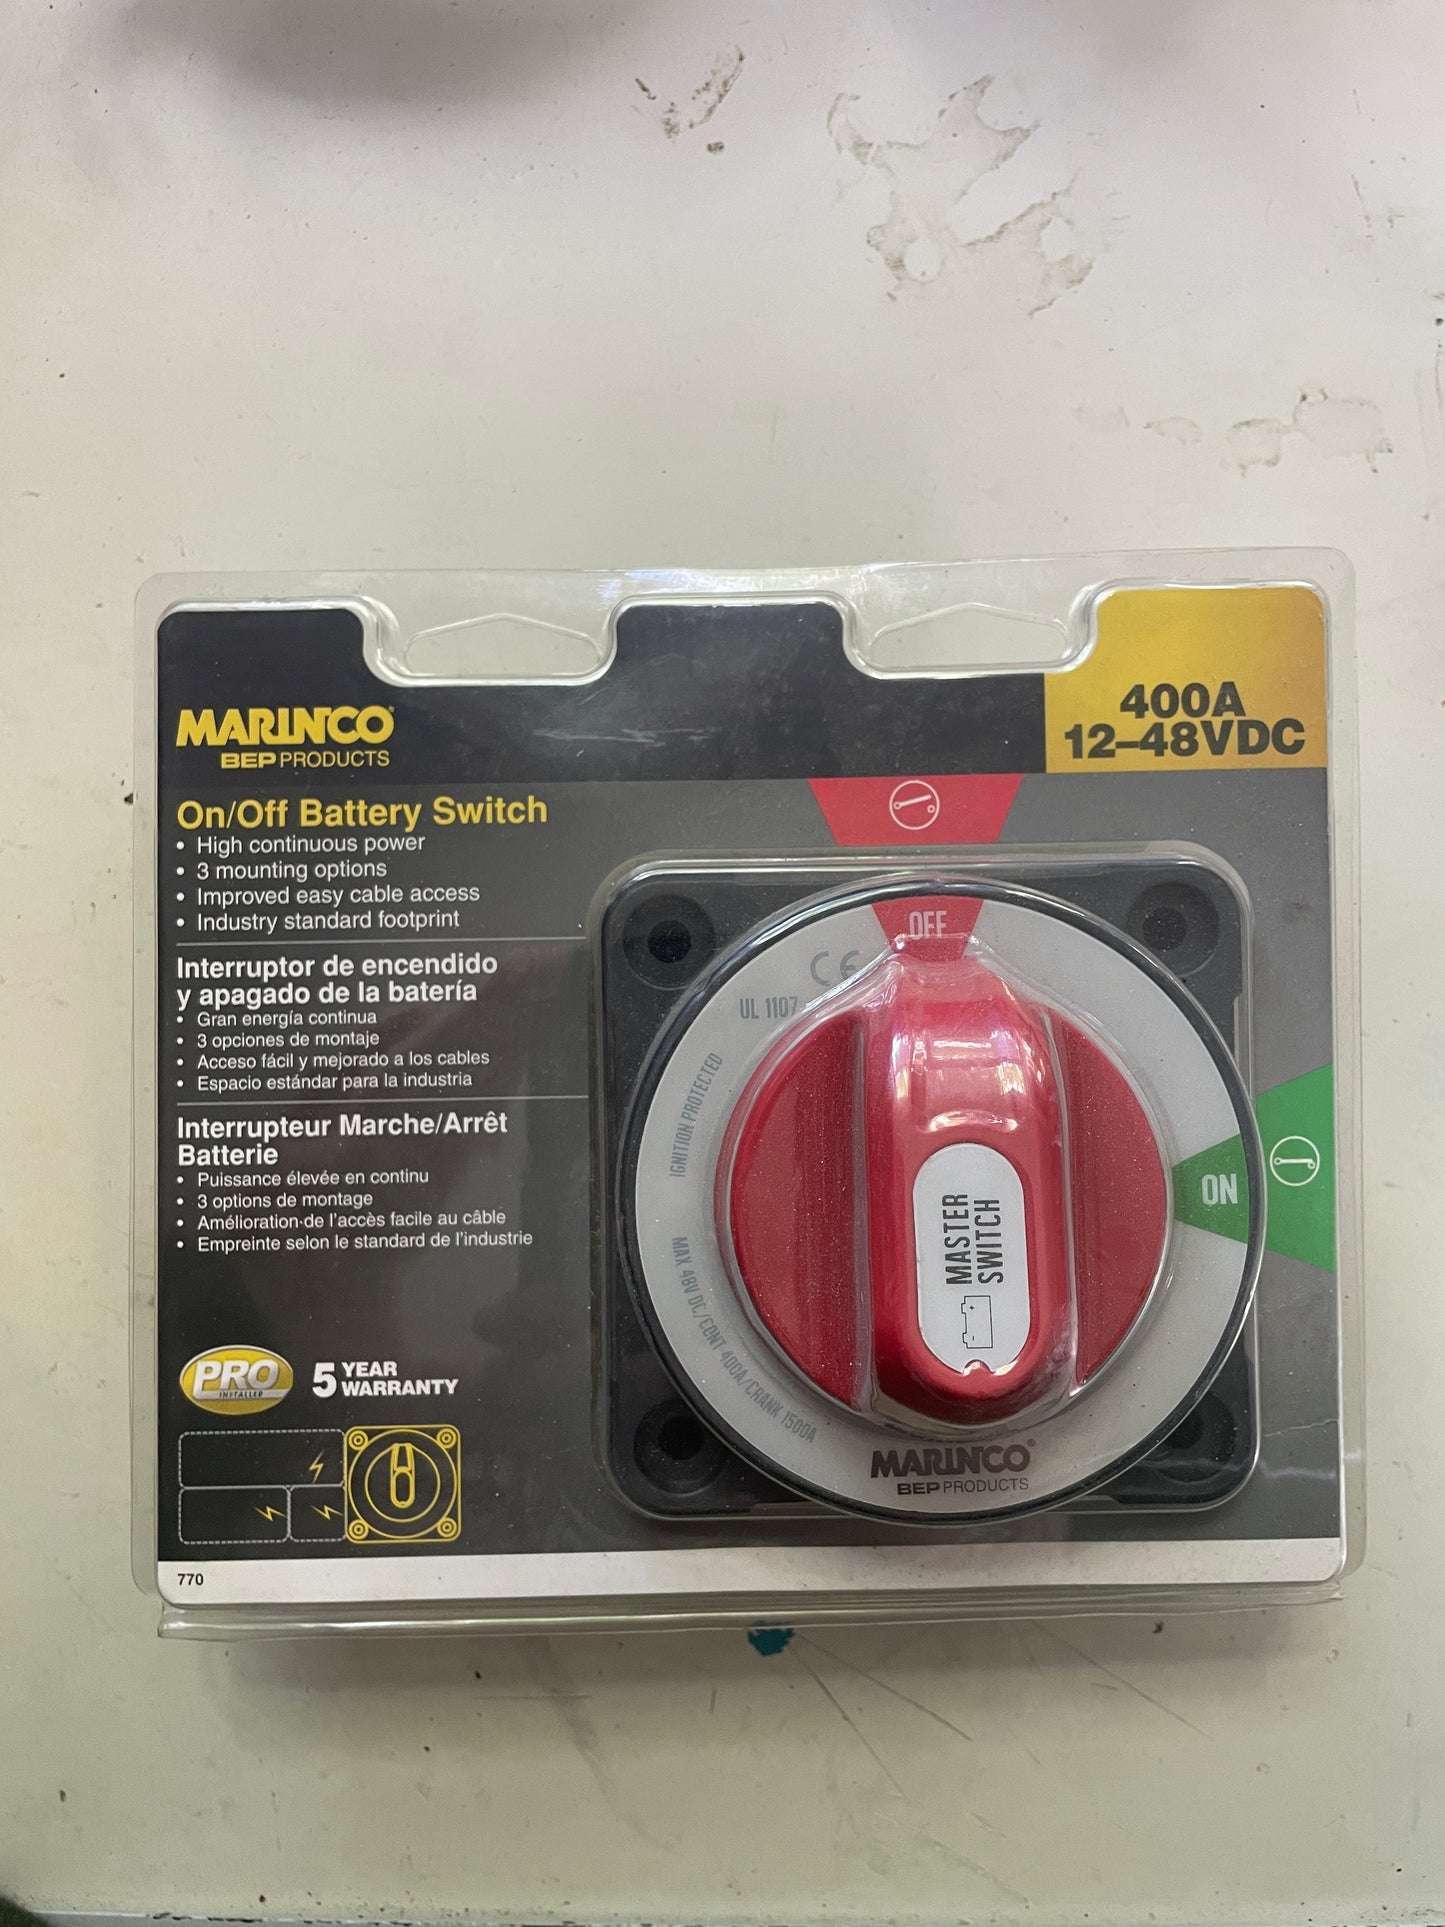 MARINCO®
BEP PRODUCTS
400A
12–48VDC
On/Off Battery Switch
• High continuous power
• 3 mounting options
• Improved easy cable access
• Industry standard footprint
Interruptor de encendido
y apagado de la batería
• Gran energía continua
• 3 opciones de montaje
• Acceso fácil y mejorado a los cables
• Espacio estándar para la industria
Interrupteur Marche/Arrêt
Batterie
• Puissance élevée en continu
• 3 options de montage
• Amélioration de l'accès facile au câble
• Empreinte selon le standard de l'industrie
PRO
INSTALLER
5 YEAR
WARRANTY
770
OFF
CE
UL 1107
IGNITION PROTECTED
MAX 48V DC/CONT 400A/CRANK 1500A
ON
MASTER
SWITCH
MARINCO®
BEP PRODUCTS